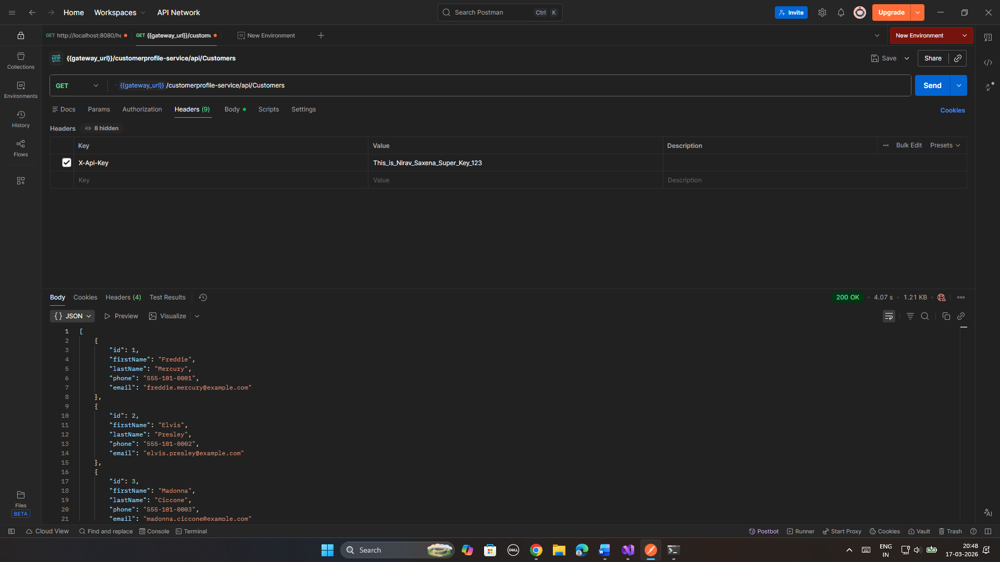 Home
Workspaces
API Network
Search Postman
Ctrl K
Invite
Upgrade
GET http://localhost:8080/he
GET {{gateway_url}}/custome
New Environment
New Environment
Collections
Environments
History
Flows
HTTP {{gateway_url}}/customerprofile-service/api/Customers
Save
Share
GET
{{gateway_url}} /customerprofile-service/api/Customers
Send
Docs
Params
Authorization
Headers (9)
Body
Scripts
Settings
Cookies
Headers
8 hidden
Key
Value
Description
Bulk Edit
Presets
X-Api-Key
This_is_Nirav_Saxena_Super_Key_123
Key
Value
Description
Body
Cookies
Headers (4)
Test Results
200 OK
4.07 s
1.21 KB
{} JSON
Preview
Visualize
1 [
2 {
3 "id": 1,
4 "firstName": "Freddie",
5 "lastName": "Mercury",
6 "phone": "555-101-0001",
7 "email": "freddie.mercury@example.com"
8 },
9 {
10 "id": 2,
11 "firstName": "Elvis",
12 "lastName": "Presley",
13 "phone": "555-101-0002",
14 "email": "elvis.presley@example.com"
15 },
16 {
17 "id": 3,
18 "firstName": "Madonna",
19 "lastName": "Ciccone",
20 "phone": "555-101-0003",
21 "email": "madonna.ciccone@example.com"
Files
BETA
AI
Cloud View
Find and replace
Console
Terminal
Postbot
Runner
Start Proxy
Cookies
Vault
Trash
Search
DELL
ENG
IN
20:48
17-03-2026